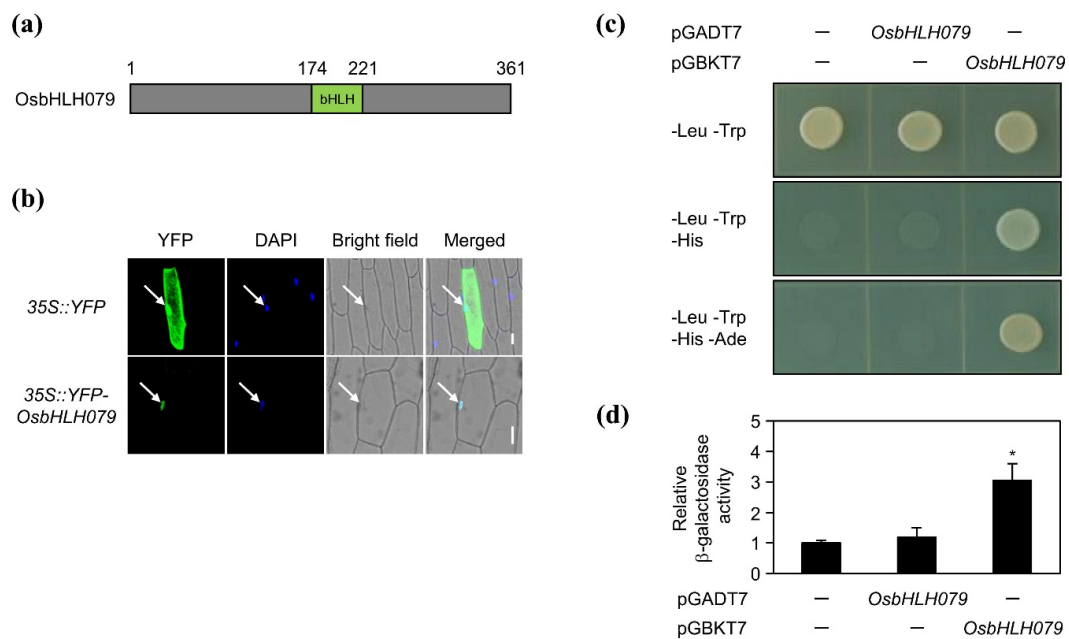 (a)
1 174 221 361
OsbHLH079 bHLH
(b)
YFP DAPI Bright field Merged
35S::YFP
35S::YFP-
OsbHLH079
(c)
pGADT7 – OsbHLH079 –
pGBKT7 – – OsbHLH079
-Leu -Trp
-Leu -Trp
-His
-Leu -Trp
-His -Ade
(d)
Relative
β-galactosidase
activity
5
4
3
2
1
0
*
pGADT7 – OsbHLH079 –
pGBKT7 – – OsbHLH079